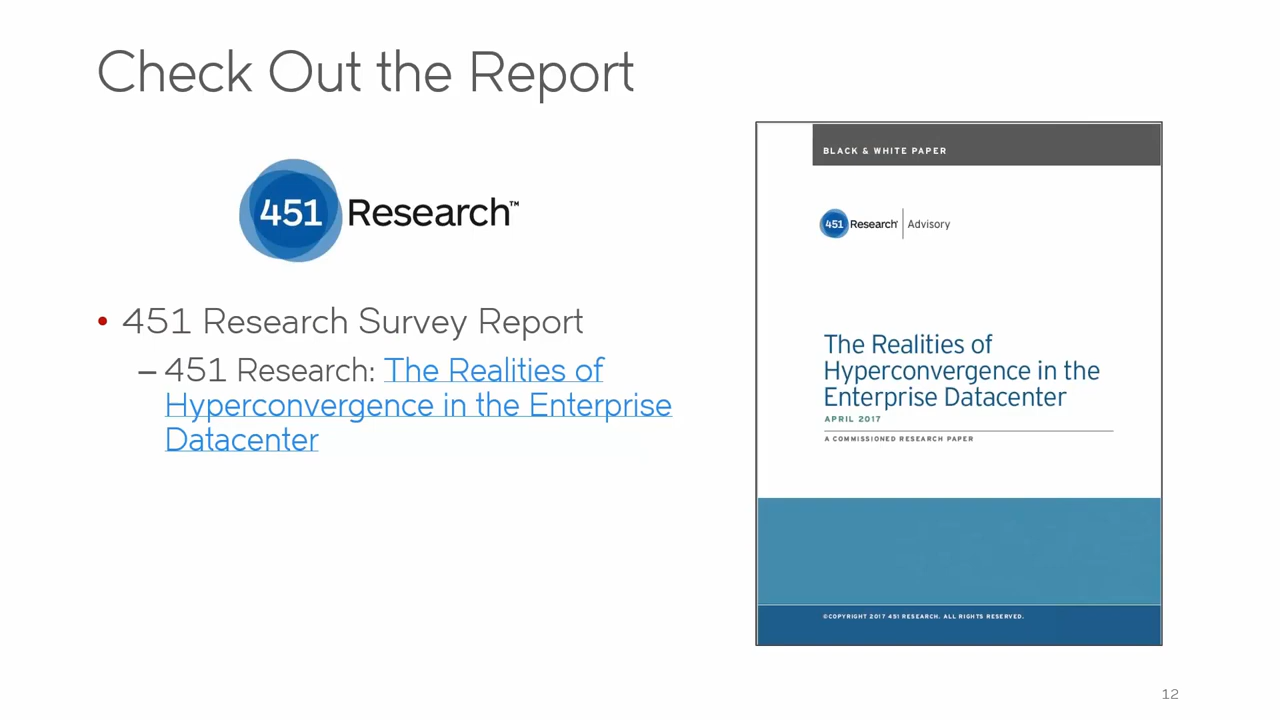 Check Out the Report
451 Research™
• 451 Research Survey Report
– 451 Research: The Realities of
Hyperconvergence in the Enterprise
Datacenter
BLACK & WHITE PAPER
451 Research | Advisory
The Realities of
Hyperconvergence in the
Enterprise Datacenter
APRIL 2017
A COMMISSIONED RESEARCH PAPER
©COPYRIGHT 2017 451 RESEARCH. ALL RIGHTS RESERVED.
12